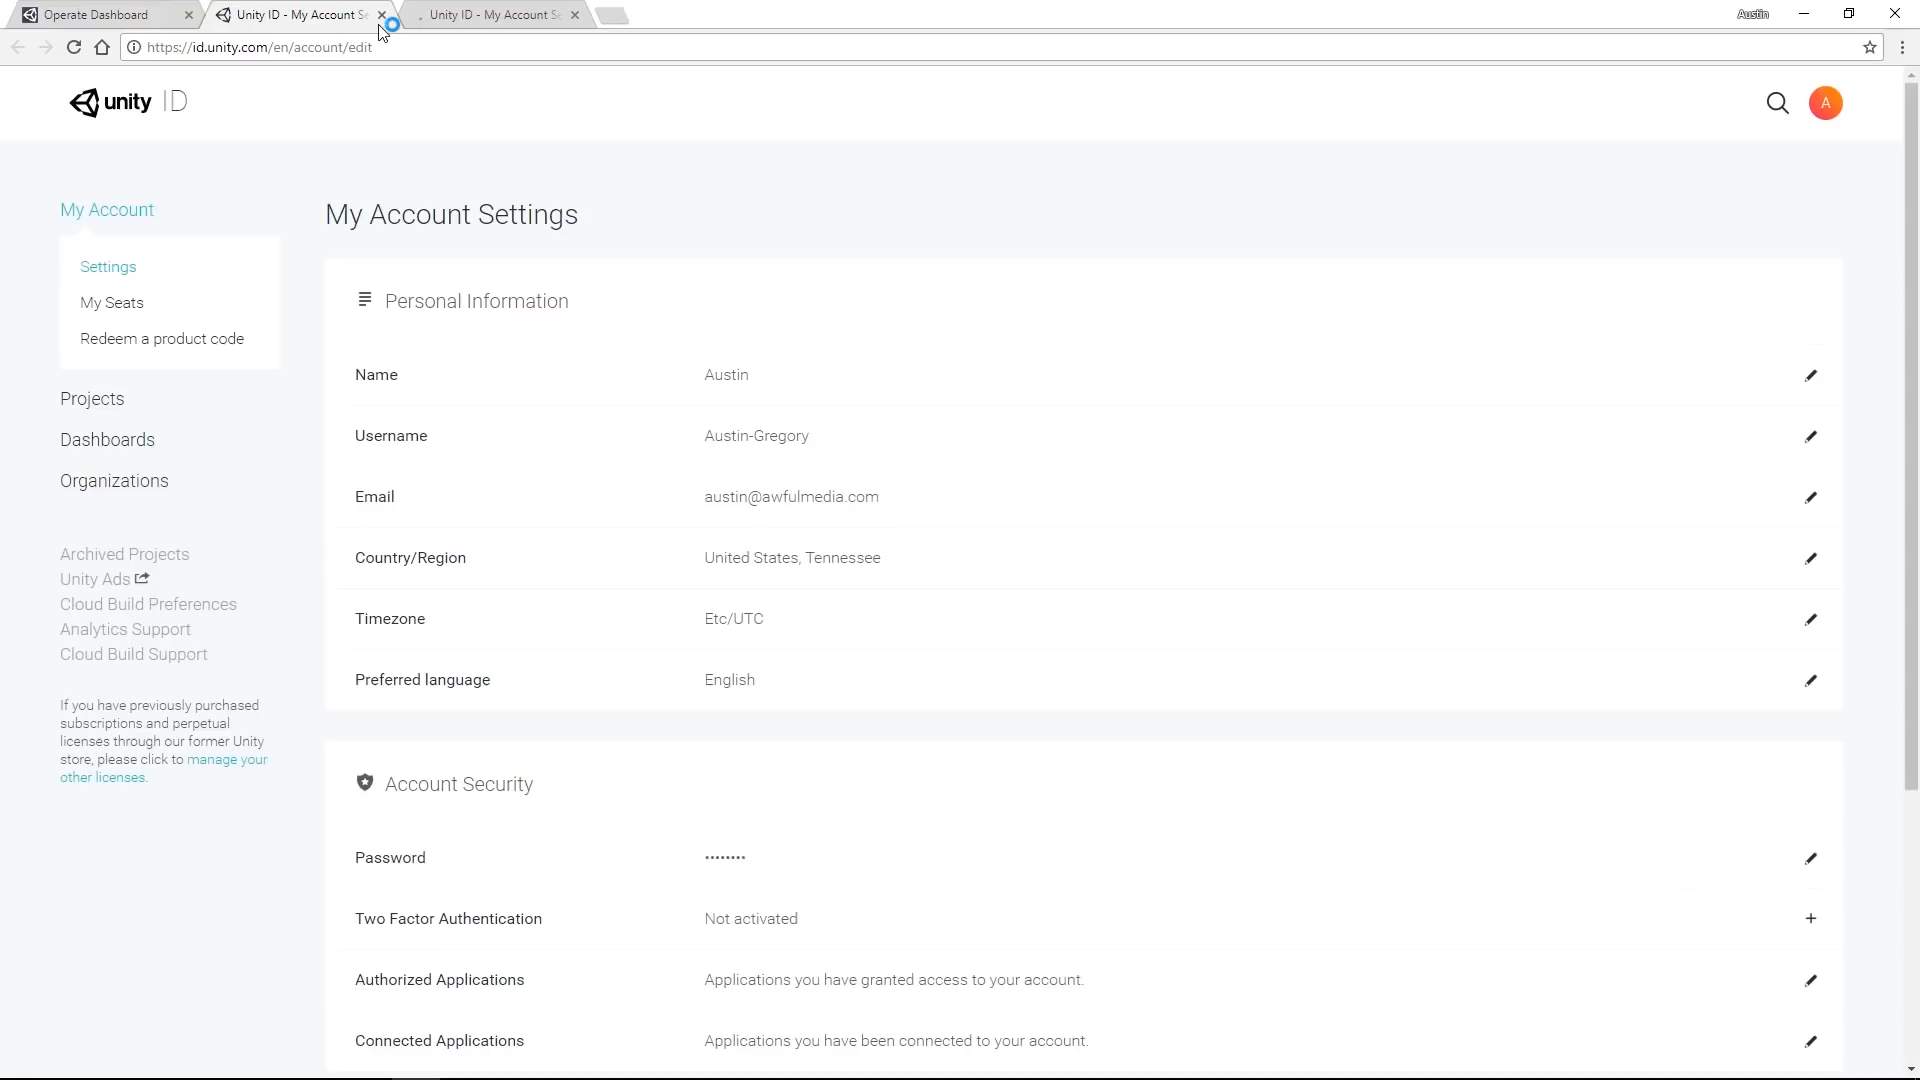 Operate Dashboard
Unity ID - My Account Se
Unity ID - My Account Se
Austin
https://id.unity.com/en/account/edit
unity ID
A
My Account
Settings
My Seats
Redeem a product code
Projects
Dashboards
Organizations
Archived Projects
Unity Ads
Cloud Build Preferences
Analytics Support
Cloud Build Support
If you have previously purchased
subscriptions and perpetual
licenses through our former Unity
store, please click to manage your
other licenses.
My Account Settings
Personal Information
Name Austin
Username Austin-Gregory
Email austin@awfulmedia.com
Country/Region United States, Tennessee
Timezone Etc/UTC
Preferred language English
Account Security
Password ••••••••
Two Factor Authentication Not activated
Authorized Applications Applications you have granted access to your account.
Connected Applications Applications you have been connected to your account.